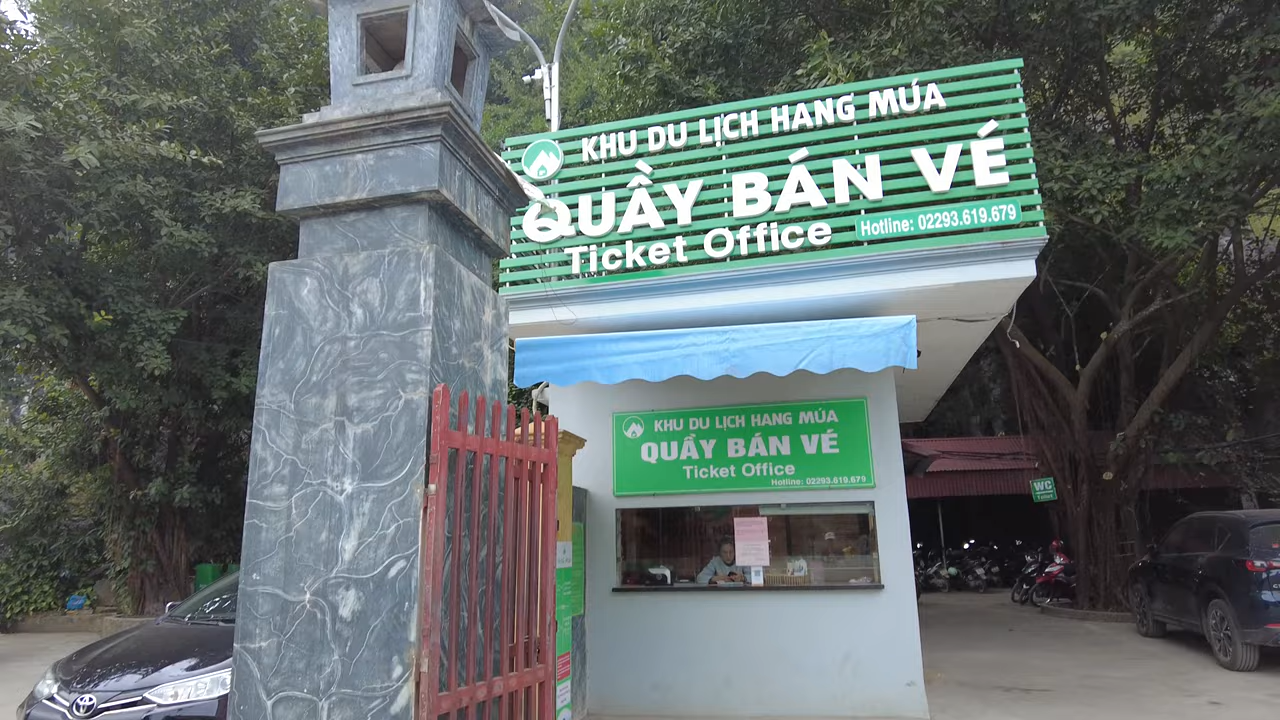 KHU DU LỊCH HANG MÚA
QUẦY BÁN VÉ
Ticket Office
Hotline: 02293.619.679
KHU DU LỊCH HANG MÚA
QUẦY BÁN VÉ
Ticket Office
Hotline: 02293.619.679
WC
Toilet